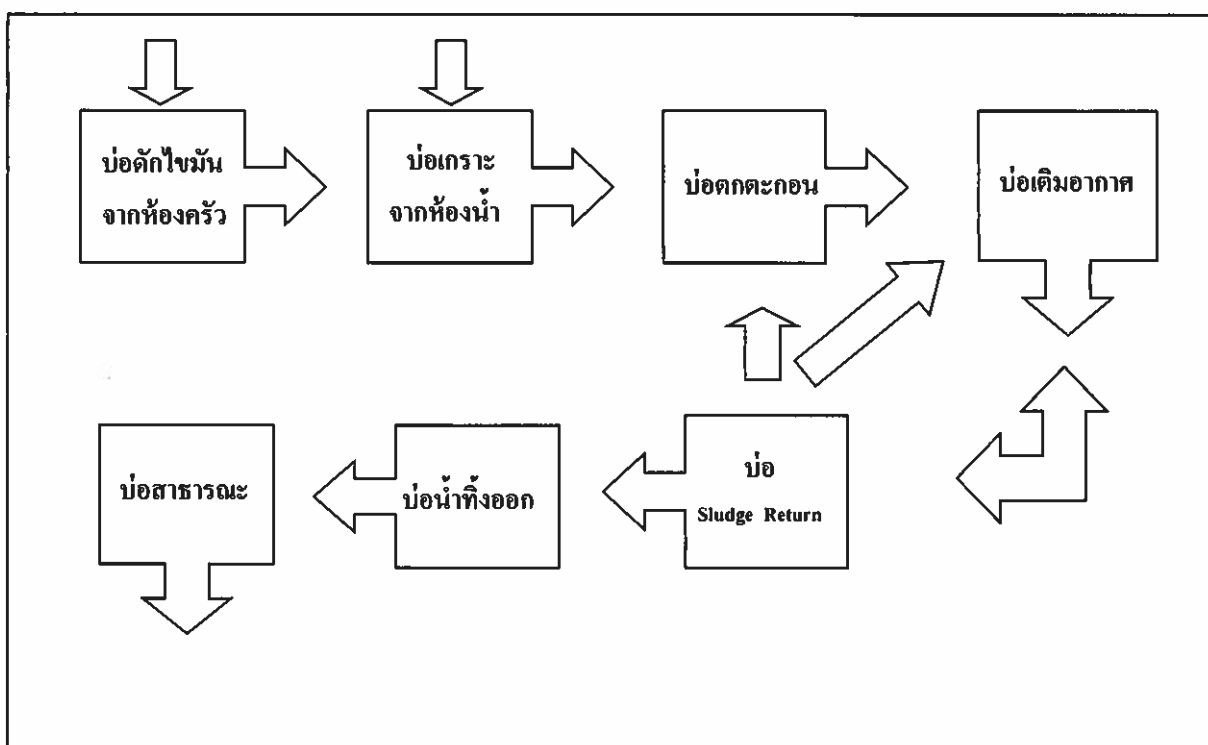 บ่อดักไขมัน
จากห้องครัว
บ่อเกราะ
จากห้องน้ำ
บ่อตกตะกอน
บ่อเติมอากาศ
บ่อสาธารณะ
บ่อน้ำทิ้งออก
บ่อ
Sludge Return